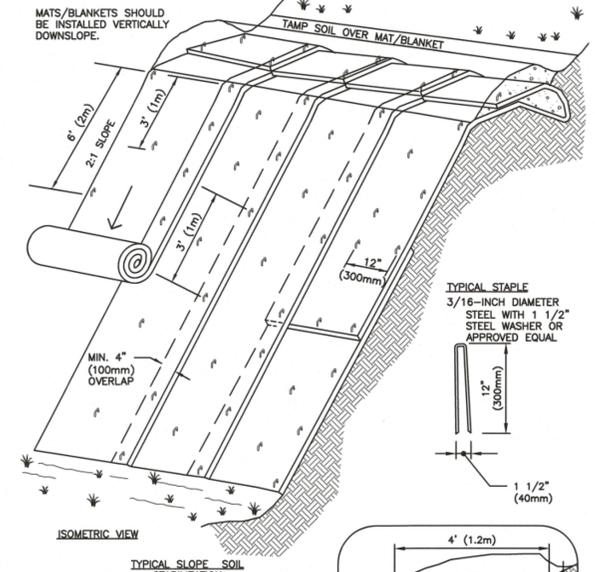 MATS/BLANKETS SHOULD
BE INSTALLED VERTICALLY
DOWNSLOPE.
TAMP SOIL OVER MAT/BLANKET
6' (2m)
2:1 SLOPE
3' (1m)
3' (1m)
12"
(300mm)
MIN. 4"
(100mm)
OVERLAP
TYPICAL STAPLE
3/16-INCH DIAMETER
STEEL WITH 1 1/2"
STEEL WASHER OR
APPROVED EQUAL
12"
(300mm)
1 1/2"
(40mm)
ISOMETRIC VIEW
TYPICAL SLOPE SOIL
4' (1.2m)